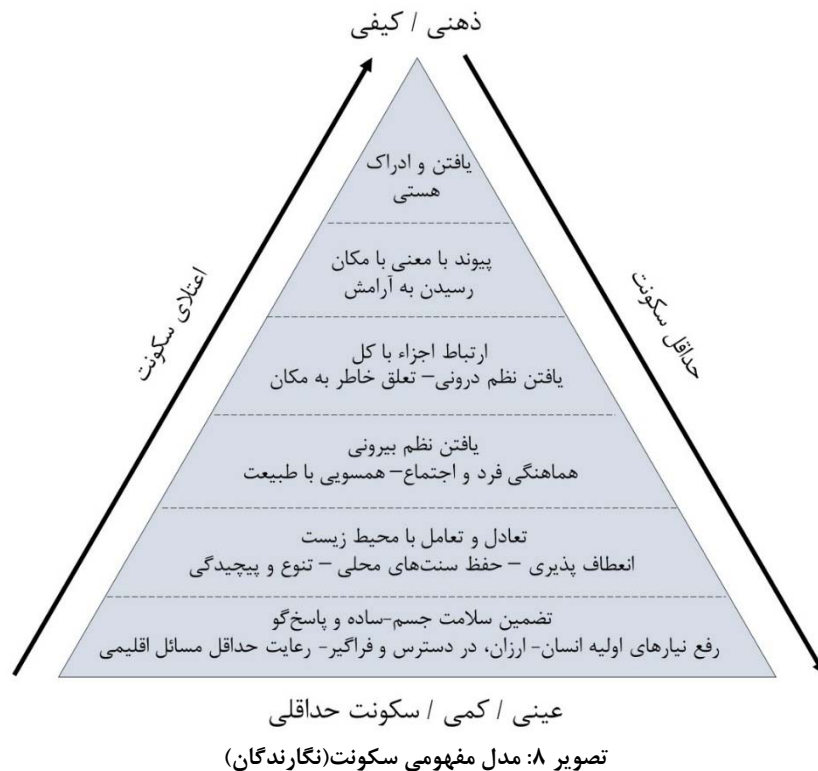 ذهنی / کیفی
یافتن و ادراک
هستی
پیوند با معنی با مکان
رسیدن به آرامش
ارتباط اجزاء با کل
یافتن نظم درونی– تعلق خاطر به مکان
یافتن نظم بیرونی
هماهنگی فرد و اجتماع– همسویی با طبیعت
تعادل و تعامل با محیط زیست
انعطاف پذیری – حفظ سنت‌های محلی – تنوع و پیچیدگی
تضمین سلامت جسم-ساده و پاسخ‌گو
رفع نیارهای اولیه انسان- ارزان، در دسترس و فراگیر- رعایت حداقل مسائل اقلیمی
اعتلای سکونت
حداقل سکونت
عینی / کمی / سکونت حداقلی
تصویر ۸: مدل مفهومی سکونت(نگارندگان)